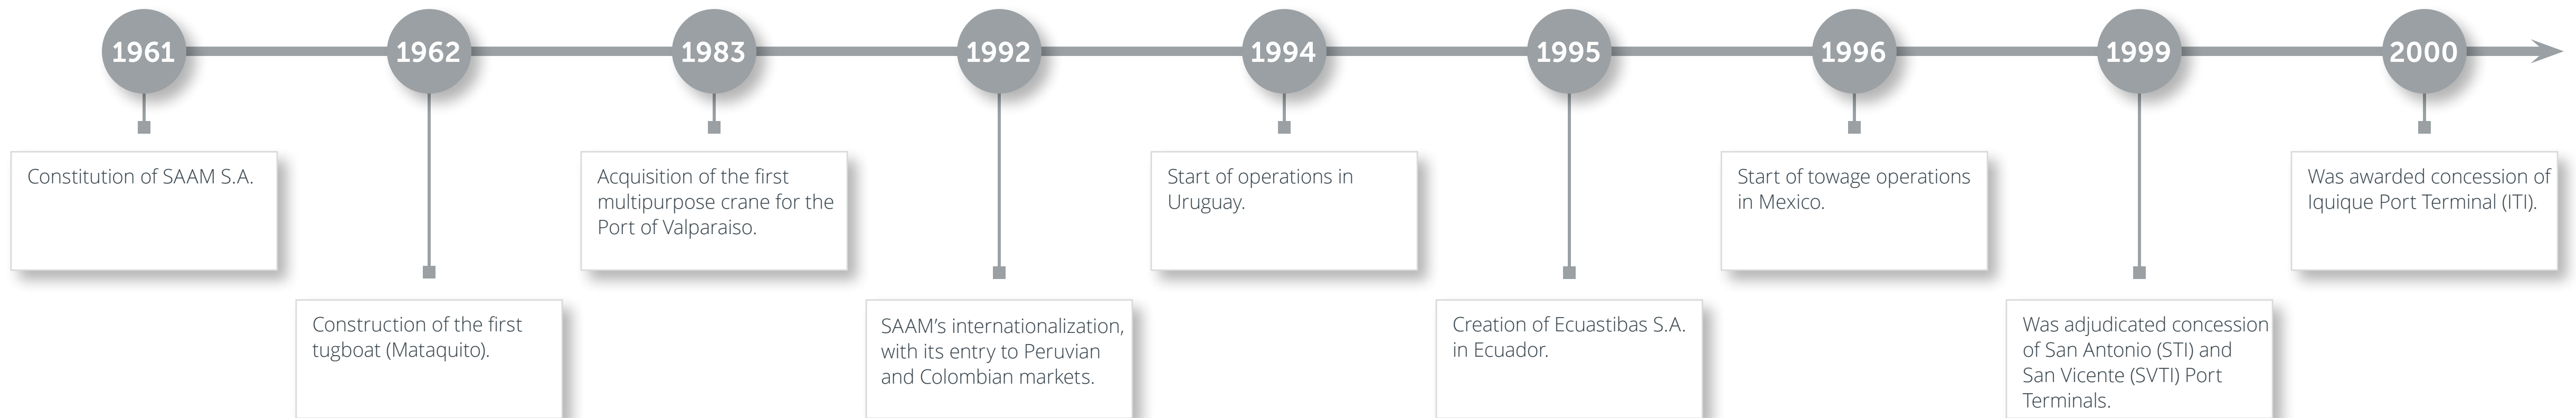 1961
1962
1983
1992
1994
1995
1996
1999
2000
Constitution of SAAM S.A.
Construction of the first
tugboat (Mataquito).
Acquisition of the first
multipurpose crane for the
Port of Valparaiso.
SAAM’s internationalization,
with its entry to Peruvian
and Colombian markets.
Start of operations in
Uruguay.
Creation of Ecuastibas S.A.
in Ecuador.
Start of towage operations
in Mexico.
Was adjudicated concession
of San Antonio (STI) and
San Vicente (SVTI) Port
Terminals.
Was awarded concession of
Iquique Port Terminal (ITI).